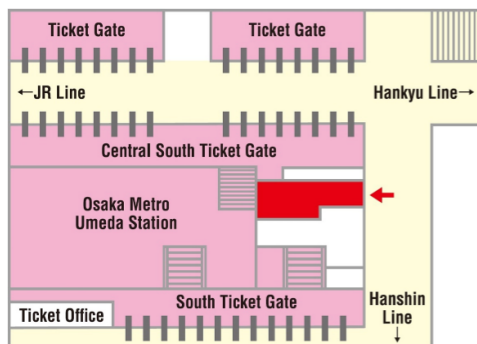 Ticket Gate
Ticket Gate
←JR Line
Hankyu Line→
Central South Ticket Gate
Osaka Metro
Umeda Station
South Ticket Gate
Ticket Office
Hanshin
Line
↓